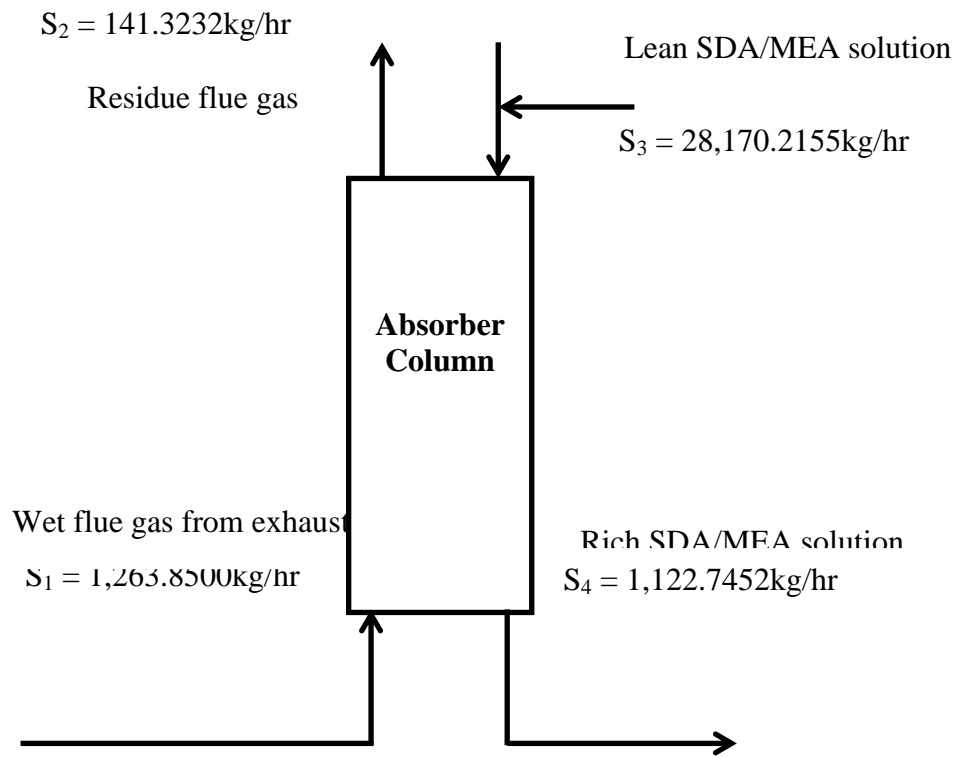 S₂ = 141.3232kg/hr
Residue flue gas
Lean SDA/MEA solution
S₃ = 28,170.2155kg/hr
Absorber
Column
Wet flue gas from exhaust
S₁ = 1,263.8500kg/hr
Rich SDA/MEA solution
S₄ = 1,122.7452kg/hr